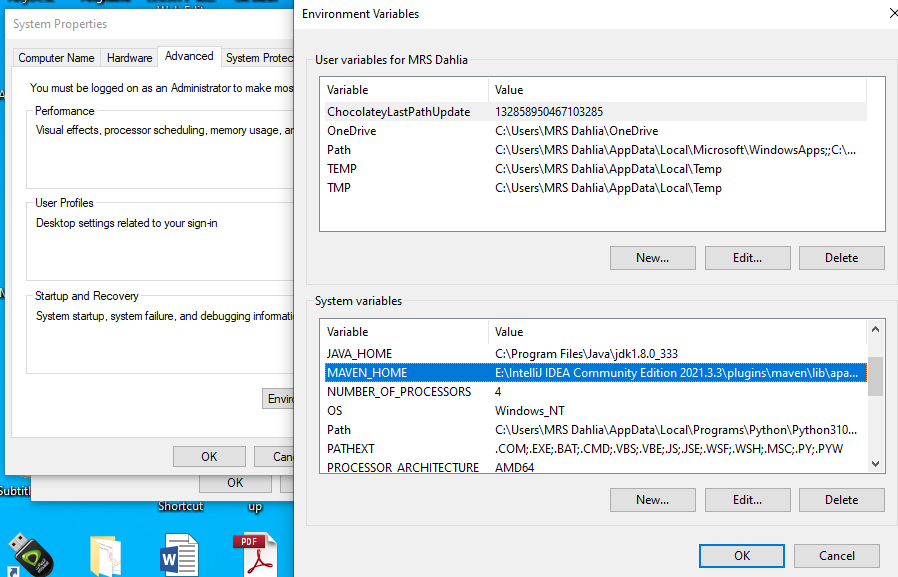 System Properties
Computer Name Hardware Advanced System Protec
You must be logged on as an Administrator to make mos
Performance
Visual effects, processor scheduling, memory usage, an
User Profiles
Desktop settings related to your sign-in
Startup and Recovery
System startup, system failure, and debugging informati
Envir
OK Can
OK
Subtitl
Shortcut
up
PDF
W
Environment Variables
User variables for MRS Dahlia
Variable Value
ChocolateyLastPathUpdate 132858950467103285
OneDrive C:\Users\MRS Dahlia\OneDrive
Path C:\Users\MRS Dahlia\AppData\Local\Microsoft\WindowsApps;;C:\...
TEMP C:\Users\MRS Dahlia\AppData\Local\Temp
TMP C:\Users\MRS Dahlia\AppData\Local\Temp
New... Edit... Delete
System variables
Variable Value
JAVA_HOME C:\Program Files\Java\jdk1.8.0_333
MAVEN_HOME E:\IntelliJ IDEA Community Edition 2021.3.3\plugins\maven\lib\apa...
NUMBER_OF_PROCESSORS 4
OS Windows_NT
Path C:\Users\MRS Dahlia\AppData\Local\Programs\Python\Python310...
PATHEXT .COM;.EXE;.BAT;.CMD;.VBS;.VBE;.JS;.JSE;.WSF;.WSH;.MSC;.PY;.PYW
PROCESSOR_ARCHITECTURE AMD64
New... Edit... Delete
OK Cancel